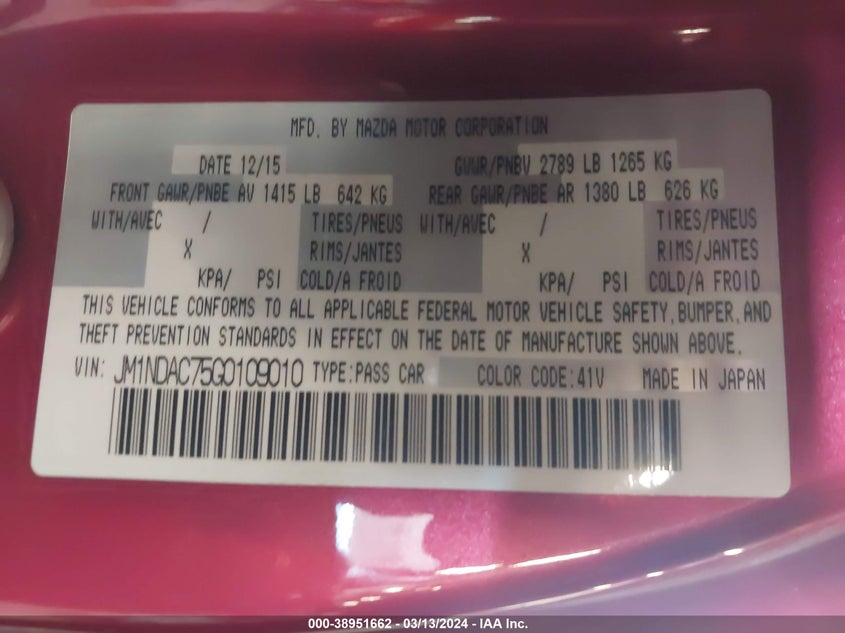 MFD. BY MAZDA MOTOR CORPORATION
DATE 12/15 GVWR/PNBV 2789 LB 1265 KG
FRONT GAWR/PNBE AV 1415 LB 642 KG REAR GAWR/PNBE AR 1380 LB 626 KG
WITH/AVEC / TIRES/PNEUS WITH/AVEC / TIRES/PNEUS
X RIMS/JANTES X RIMS/JANTES
KPA/ PSI COLD/A FROID KPA/ PSI COLD/A FROID
THIS VEHICLE CONFORMS TO ALL APPLICABLE FEDERAL MOTOR VEHICLE SAFETY, BUMPER, AND
THEFT PREVENTION STANDARDS IN EFFECT ON THE DATE OF MANUFACTURE SHOWN ABOVE.
VIN: JM1NDAC75G0109010 TYPE:PASS CAR COLOR CODE:41V MADE IN JAPAN
000-38951662 - 03/13/2024 - IAA Inc.